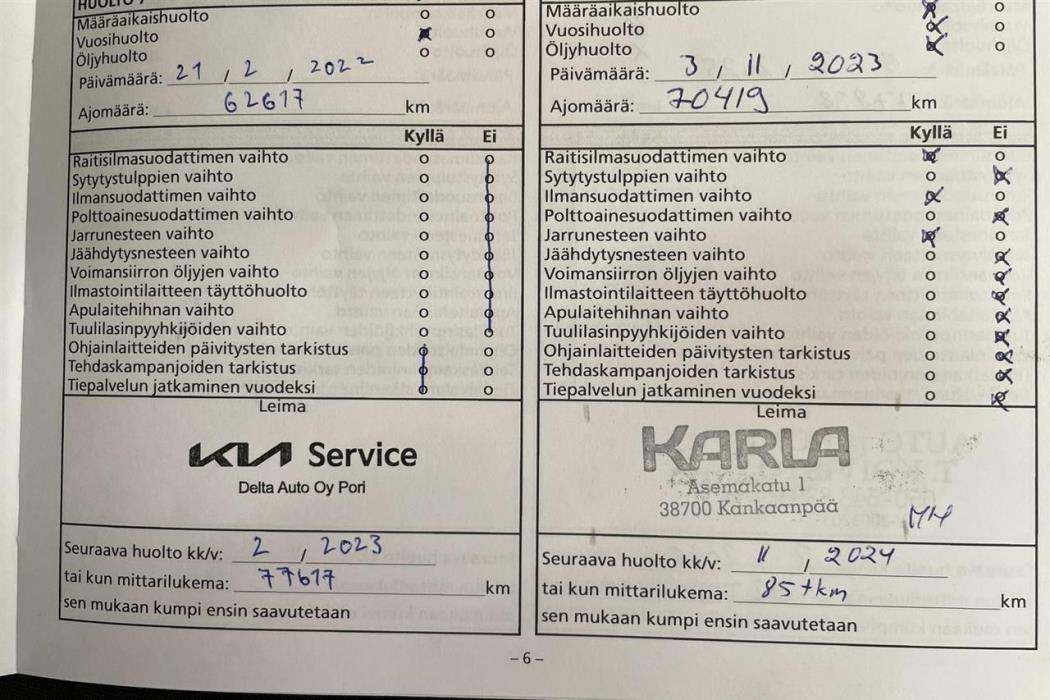 HUOLTO 7
Määräaikaishuolto
Vuosihuolto
Öljyhuolto
Päivämäärä: 21 / 2 / 2022
Ajomäärä: 62617 km
Kyllä Ei
Raitisilmasuodattimen vaihto
Sytytystulppien vaihto
Ilmansuodattimen vaihto
Polttoainesuodattimen vaihto
Jarrunesteen vaihto
Jäähdytysnesteen vaihto
Voimansiirron öljyjen vaihto
Ilmastointilaitteen täyttöhuolto
Apulaitehihnan vaihto
Tuulilasinpyyhkijöiden vaihto
Ohjainlaitteiden päivitysten tarkistus
Tehdaskampanjoiden tarkistus
Tiepalvelun jatkaminen vuodeksi
Leima
KIA Service
Delta Auto Oy Pori
Seuraava huolto kk/v: 2 / 2023
tai kun mittarilukema: 77617 km
sen mukaan kumpi ensin saavutetaan
Määräaikaishuolto
Vuosihuolto
Öljyhuolto
Päivämäärä: 3 / 11 / 2023
Ajomäärä: 70419 km
Kyllä Ei
Raitisilmasuodattimen vaihto
Sytytystulppien vaihto
Ilmansuodattimen vaihto
Polttoainesuodattimen vaihto
Jarrunesteen vaihto
Jäähdytysnesteen vaihto
Voimansiirron öljyjen vaihto
Ilmastointilaitteen täyttöhuolto
Apulaitehihnan vaihto
Tuulilasinpyyhkijöiden vaihto
Ohjainlaitteiden päivitysten tarkistus
Tehdaskampanjoiden tarkistus
Tiepalvelun jatkaminen vuodeksi
Leima
KARLA
Asemakatu 1
38700 Kankaanpää
Seuraava huolto kk/v: 11 / 2024
tai kun mittarilukema: 85tkm km
sen mukaan kumpi ensin saavutetaan
– 6 –